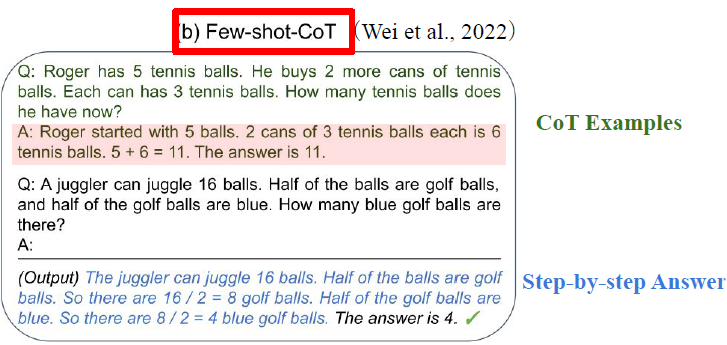 (b) Few-shot-CoT (Wei et al., 2022)
Q: Roger has 5 tennis balls. He buys 2 more cans of tennis
balls. Each can has 3 tennis balls. How many tennis balls does
he have now?
A: Roger started with 5 balls. 2 cans of 3 tennis balls each is 6
tennis balls. 5 + 6 = 11. The answer is 11.
CoT Examples
Q: A juggler can juggle 16 balls. Half of the balls are golf balls,
and half of the golf balls are blue. How many blue golf balls are
there?
A:
(Output) The juggler can juggle 16 balls. Half of the balls are golf
balls. So there are 16 / 2 = 8 golf balls. Half of the golf balls are
blue. So there are 8 / 2 = 4 blue golf balls. The answer is 4. ✓
Step-by-step Answer